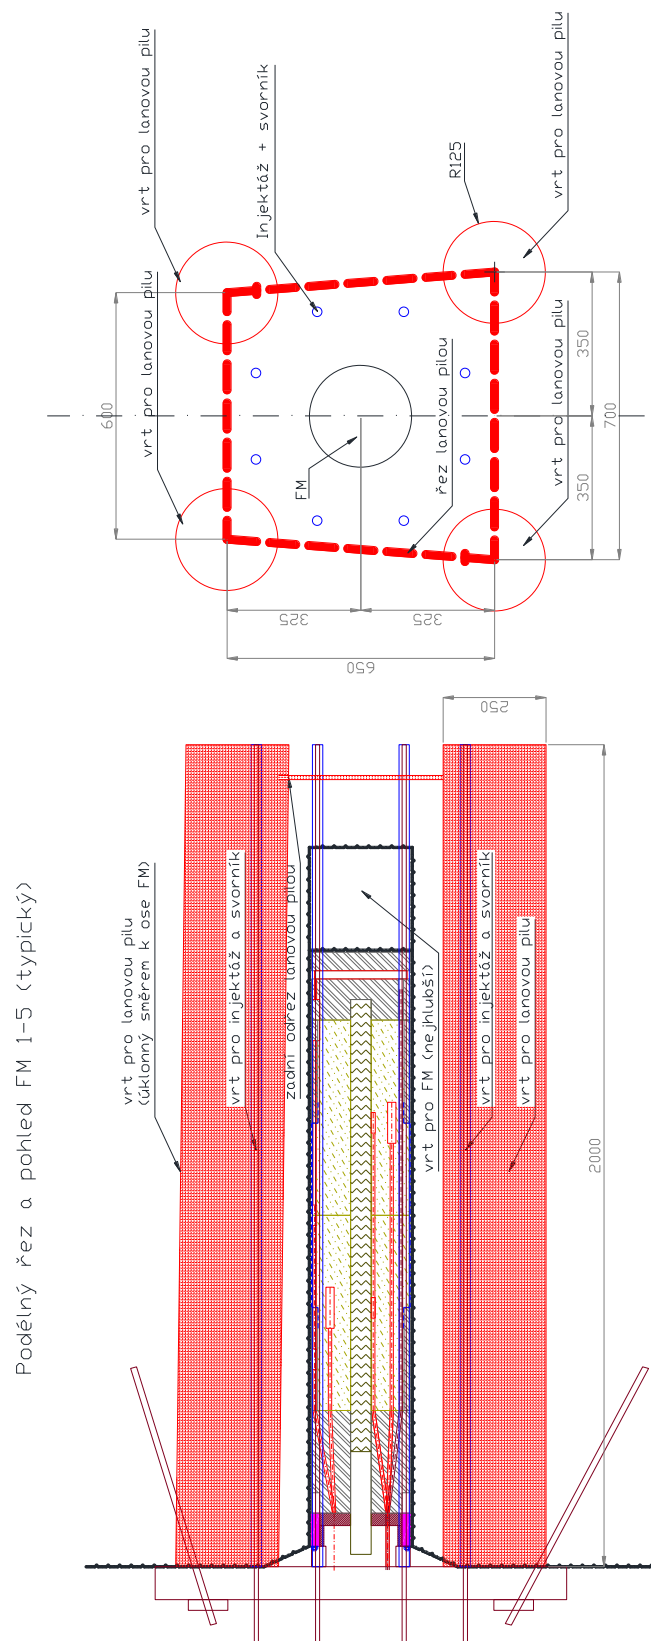 Podélný řez a pohled FM 1-5 (typický)
vrt pro lanovou pilu
(úklonný směrem k ose FM)
vrt pro injektáž a svorník
zadní odřez lanovou pilou
vrt pro FM (nejhlubší)
vrt pro injektáž a svorník
vrt pro lanovou pilu
2000
250
600
vrt pro lanovou pilu
vrt pro lanovou pilu
Injektáž + svorník
FM
řez lanovou pilou
R125
vrt pro lanovou pilu
vrt pro lanovou pilu
350
350
700
325
325
650